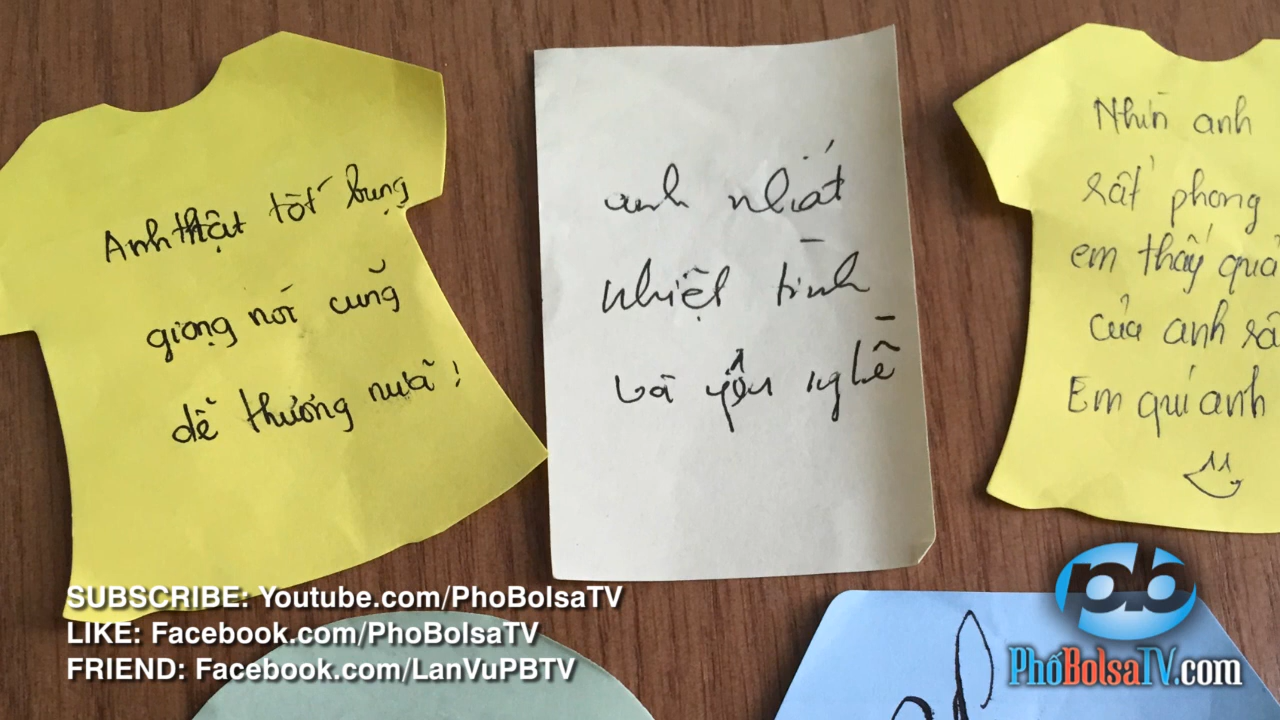 Anh thật tốt bụng
giọng nói cũng
dễ thương nữa!
anh nhiệt tình
và yêu nghề
Nhìn anh
rất phong
em thấy quả
của anh rấ
Em quí anh
SUBSCRIBE: Youtube.com/PhoBolsaTV
LIKE: Facebook.com/PhoBolsaTV
FRIEND: Facebook.com/LanVuPBTV
pb
PhốBolsaTV.com